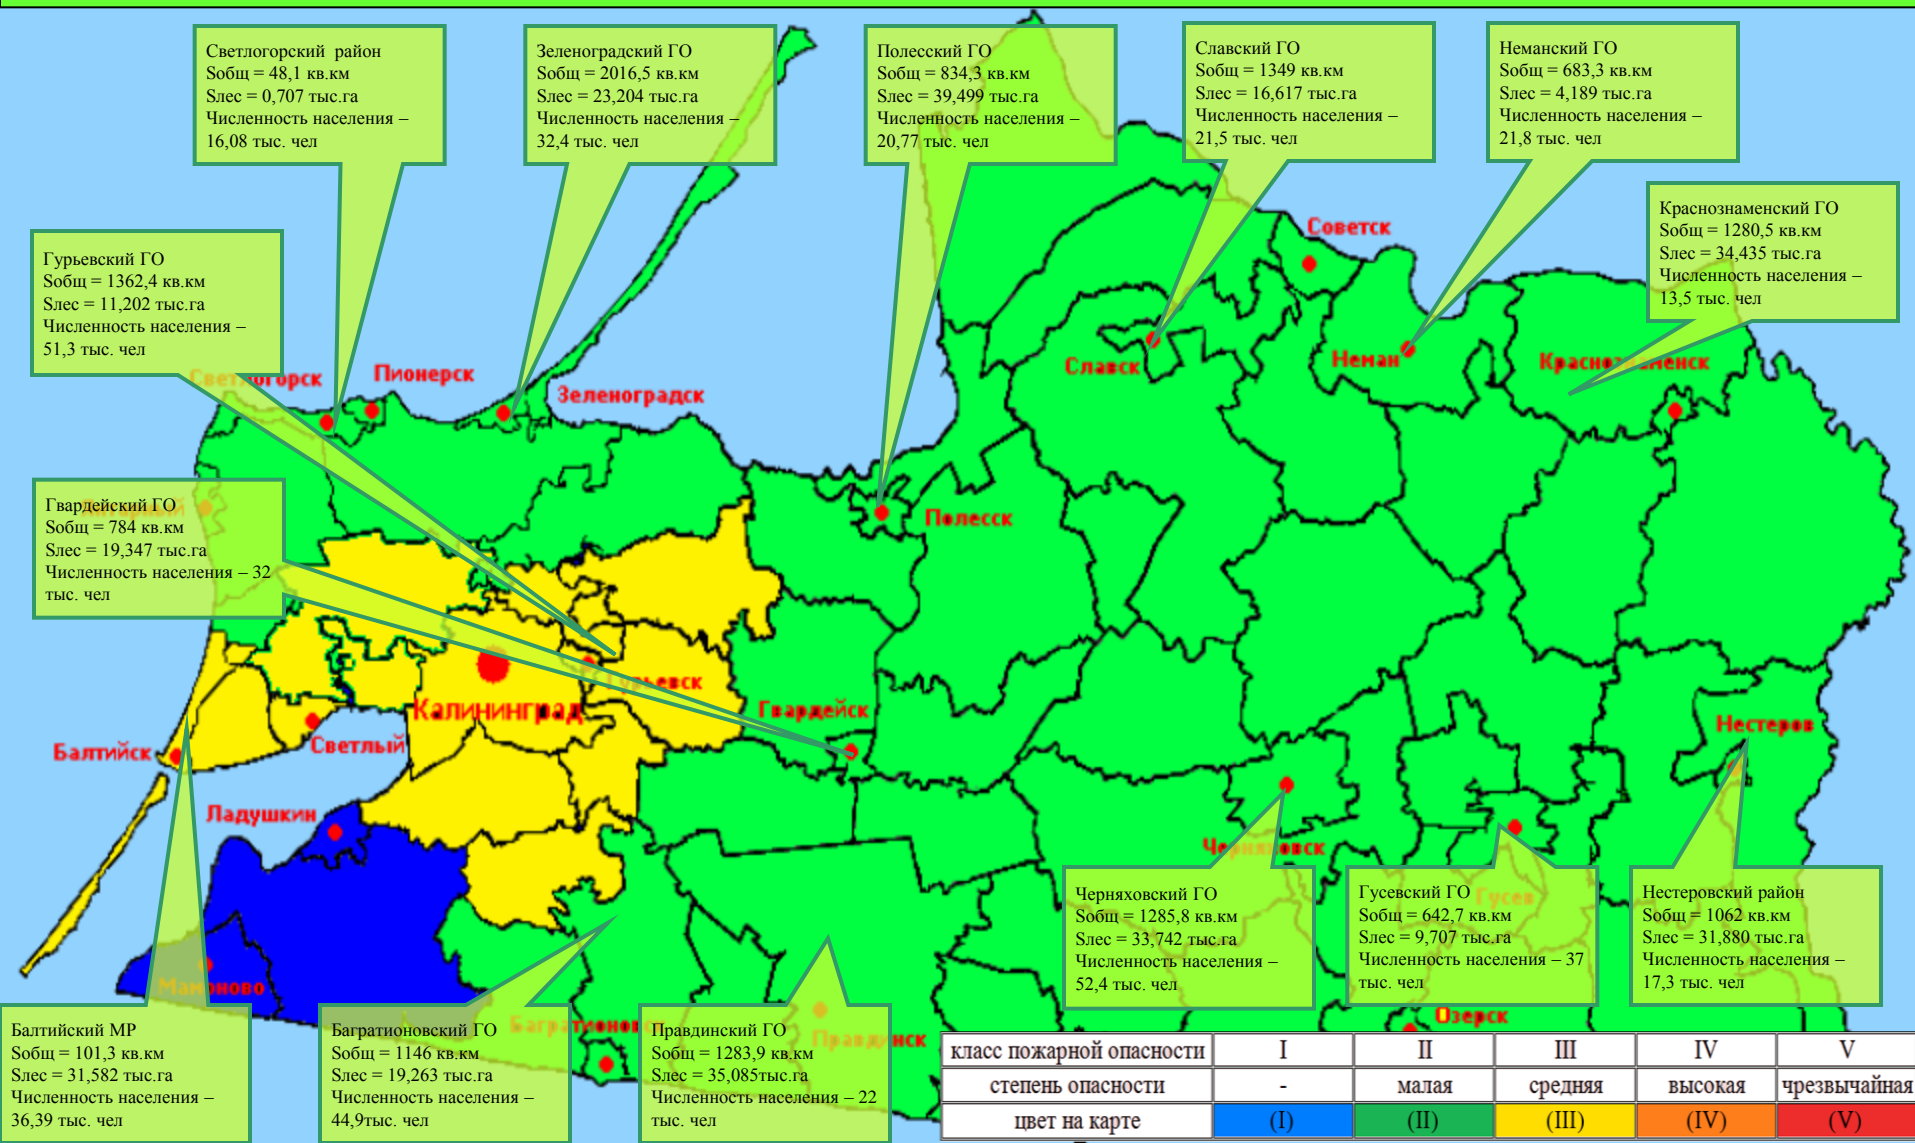 Светлогорский район
Sобщ = 48,1 кв.км
Sлес = 0,707 тыс.га
Численность населения –
16,08 тыс. чел
Зеленоградский ГО
Sобщ = 2016,5 кв.км
Sлес = 23,204 тыс.га
Численность населения –
32,4 тыс. чел
Полесский ГО
Sобщ = 834,3 кв.км
Sлес = 39,499 тыс.га
Численность населения –
20,77 тыс. чел
Славский ГО
Sобщ = 1349 кв.км
Sлес = 16,617 тыс.га
Численность населения –
21,5 тыс. чел
Неманский ГО
Sобщ = 683,3 кв.км
Sлес = 4,189 тыс.га
Численность населения –
21,8 тыс. чел
Краснознаменский ГО
Sобщ = 1280,5 кв.км
Sлес = 34,435 тыс.га
Численность населения –
13,5 тыс. чел
Гурьевский ГО
Sобщ = 1362,4 кв.км
Sлес = 11,202 тыс.га
Численность населения –
51,3 тыс. чел
Советск
Славск
Неман
Краснознаменск
Светлогорск
Пионерск
Зеленоградск
Гвардейский ГО
Sобщ = 784 кв.км
Sлес = 19,347 тыс.га
Численность населения – 32
тыс. чел
Янтарный
Полесск
Гурьевск
Калининград
Гвардейск
Нестеров
Балтийск
Светлый
Ладушкин
Черняховск
Гусев
Мамоново
Черняховский ГО
Sобщ = 1285,8 кв.км
Sлес = 33,742 тыс.га
Численность населения –
52,4 тыс. чел
Гусевский ГО
Sобщ = 642,7 кв.км
Sлес = 9,707 тыс.га
Численность населения – 37
тыс. чел
Нестеровский район
Sобщ = 1062 кв.км
Sлес = 31,880 тыс.га
Численность населения –
17,3 тыс. чел
Балтийский МР
Sобщ = 101,3 кв.км
Sлес = 31,582 тыс.га
Численность населения –
36,39 тыс. чел
Багратионовский ГО
Sобщ = 1146 кв.км
Sлес = 19,263 тыс.га
Численность населения –
44,9тыс. чел
Багратионовск
Правдинский ГО
Sобщ = 1283,9 кв.км
Sлес = 35,085тыс.га
Численность населения – 22
тыс. чел
Правдинск
Озерск
класс пожарной опасности I II III IV V
степень опасности - малая средняя высокая чрезвычайная
цвет на карте (I) (II) (III) (IV) (V)